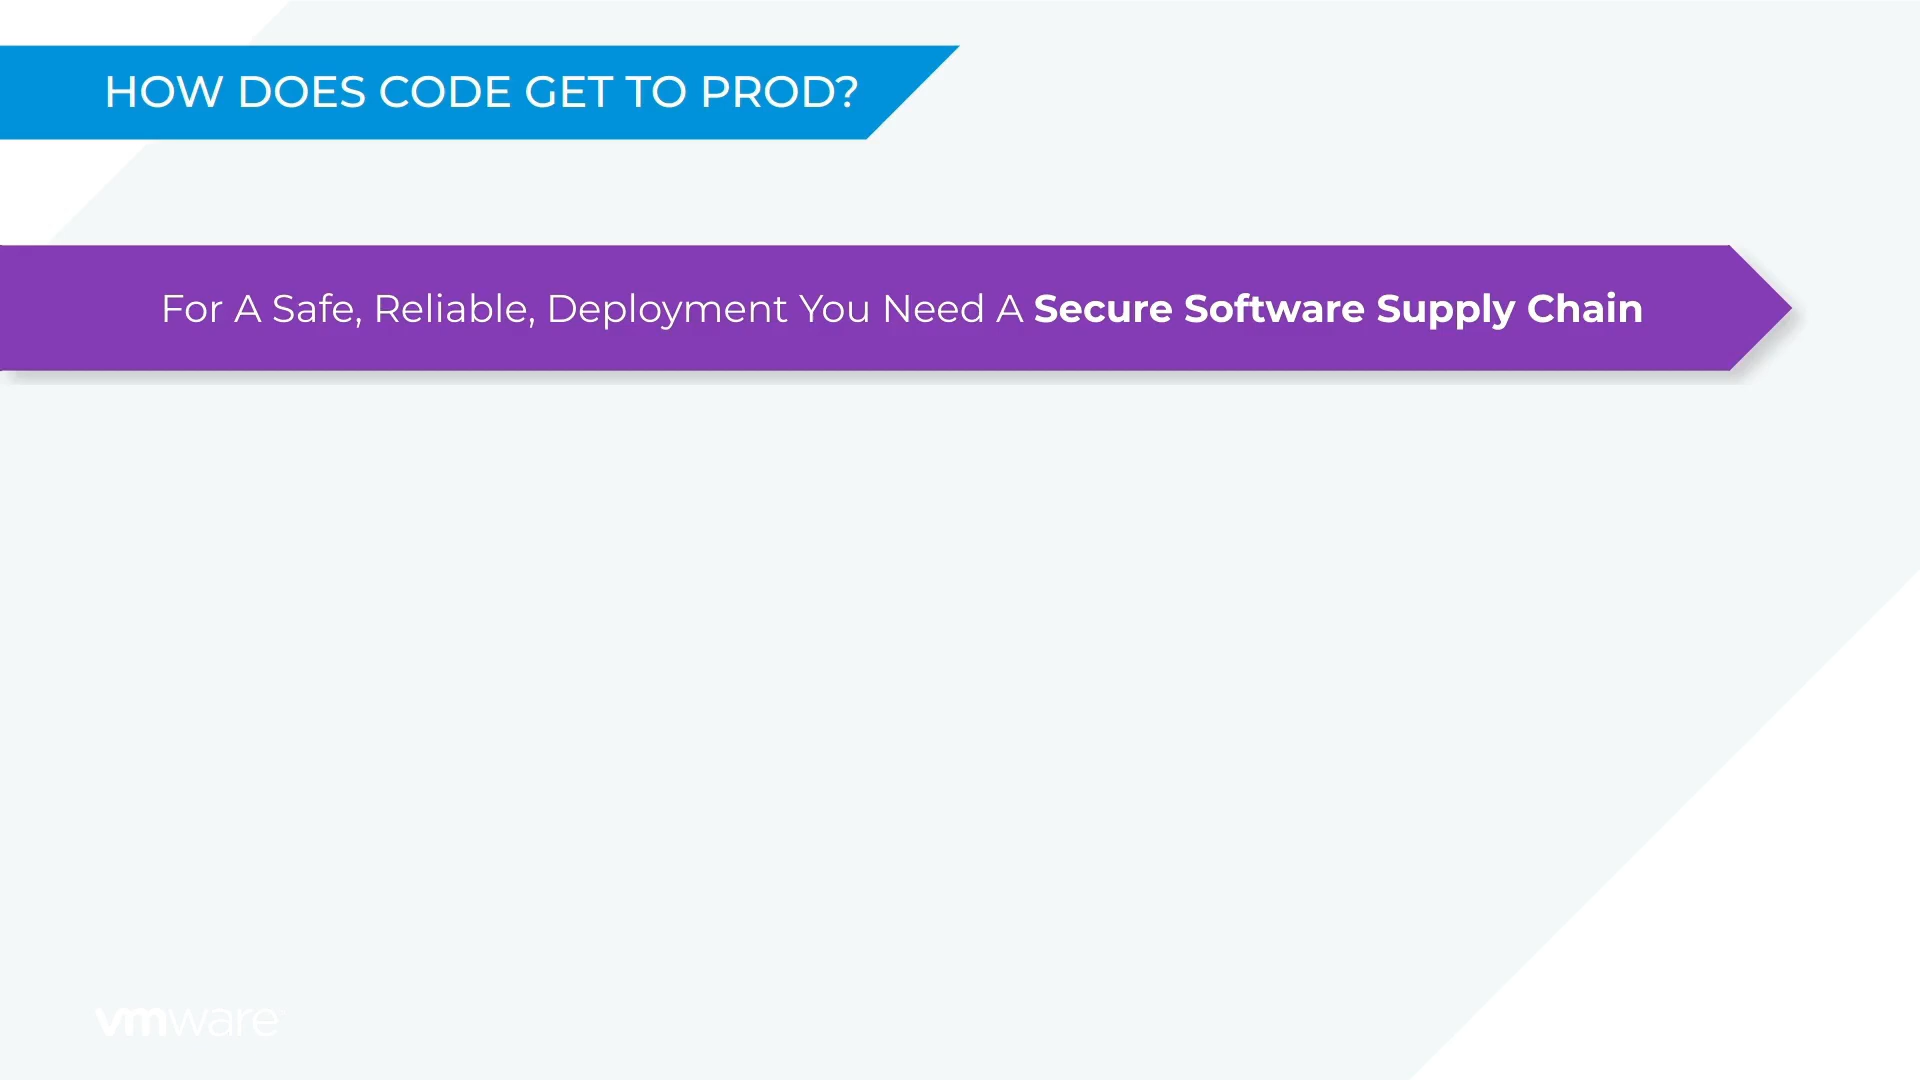 HOW DOES CODE GET TO PROD?
For A Safe, Reliable, Deployment You Need A Secure Software Supply Chain
vmware